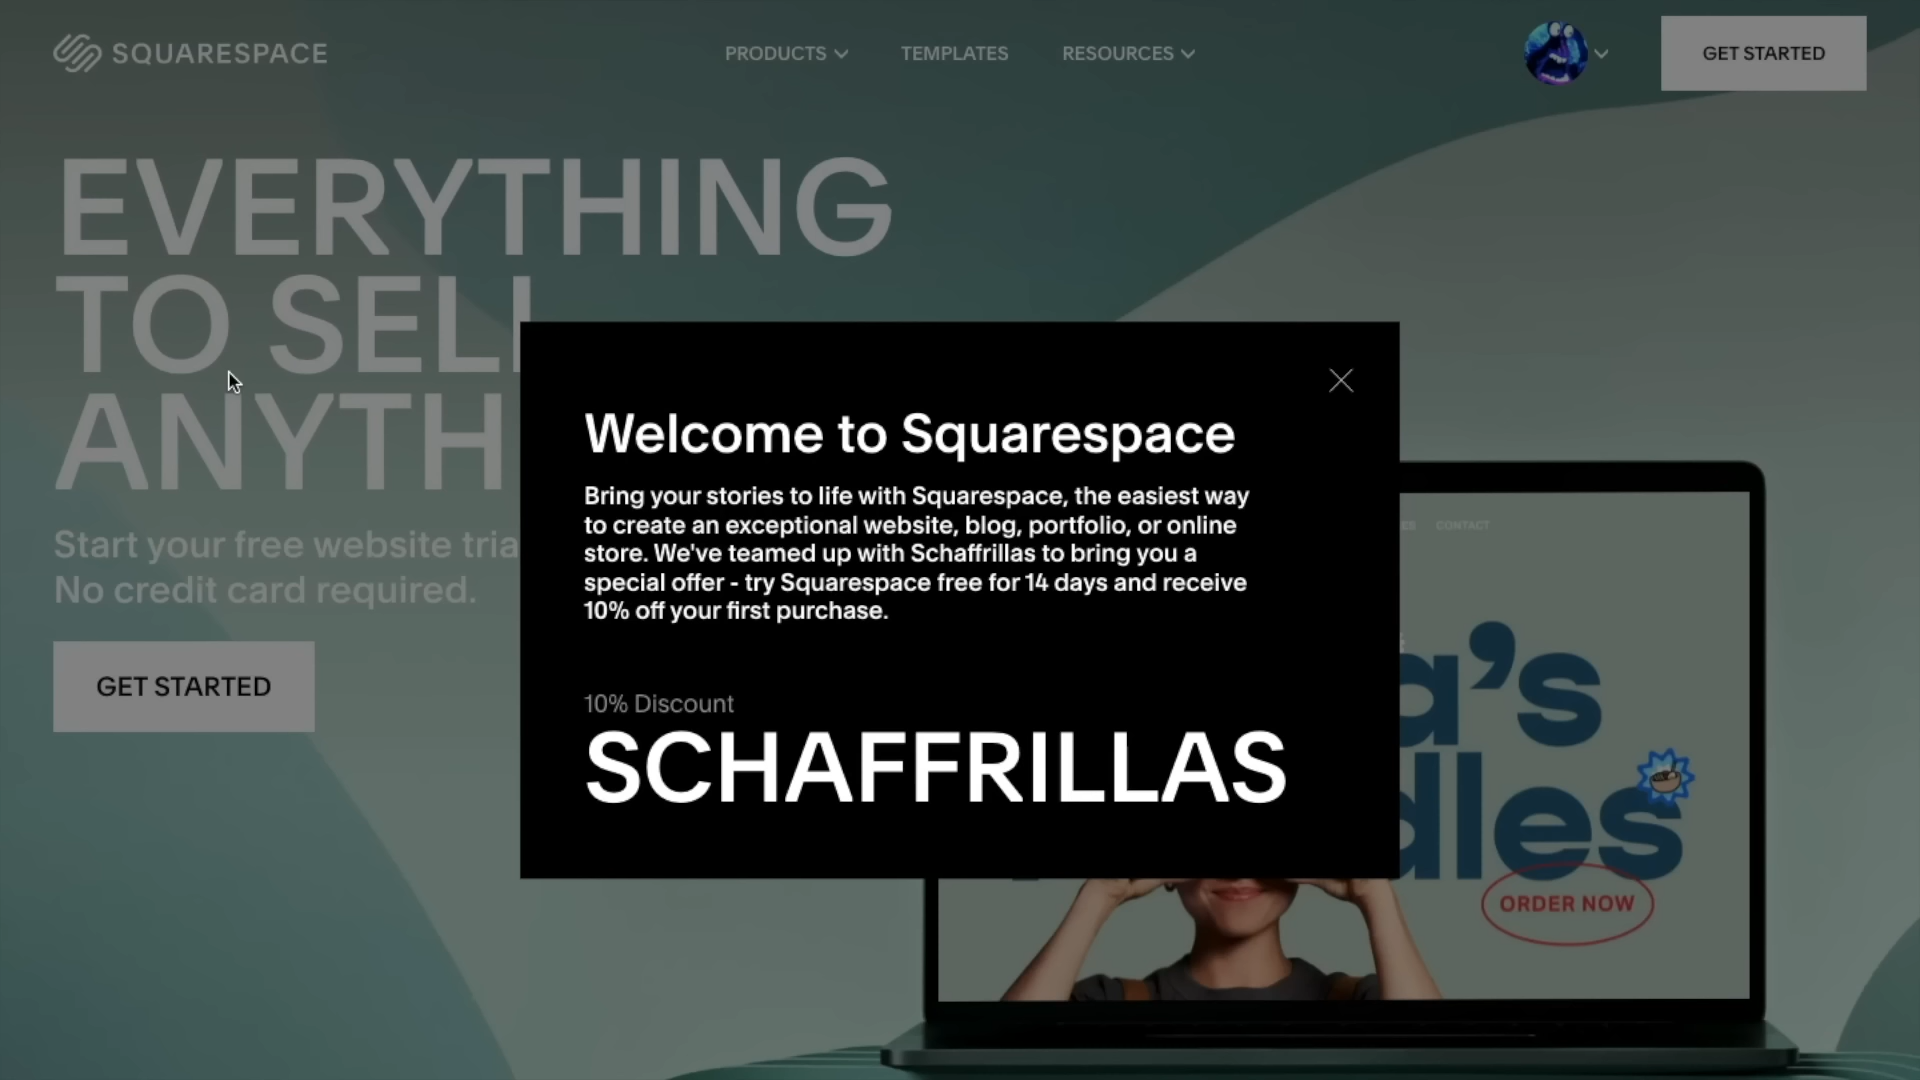 SQUARESPACE
PRODUCTS
TEMPLATES
RESOURCES
GET STARTED
EVERYTHING
TO SELL
ANYTH
Start your free website tria
No credit card required.
GET STARTED
Welcome to Squarespace
Bring your stories to life with Squarespace, the easiest way
to create an exceptional website, blog, portfolio, or online
store. We've teamed up with Schaffrillas to bring you a
special offer - try Squarespace free for 14 days and receive
10% off your first purchase.
10% Discount
SCHAFFRILLAS
CONTACT
a's
dles
ORDER NOW